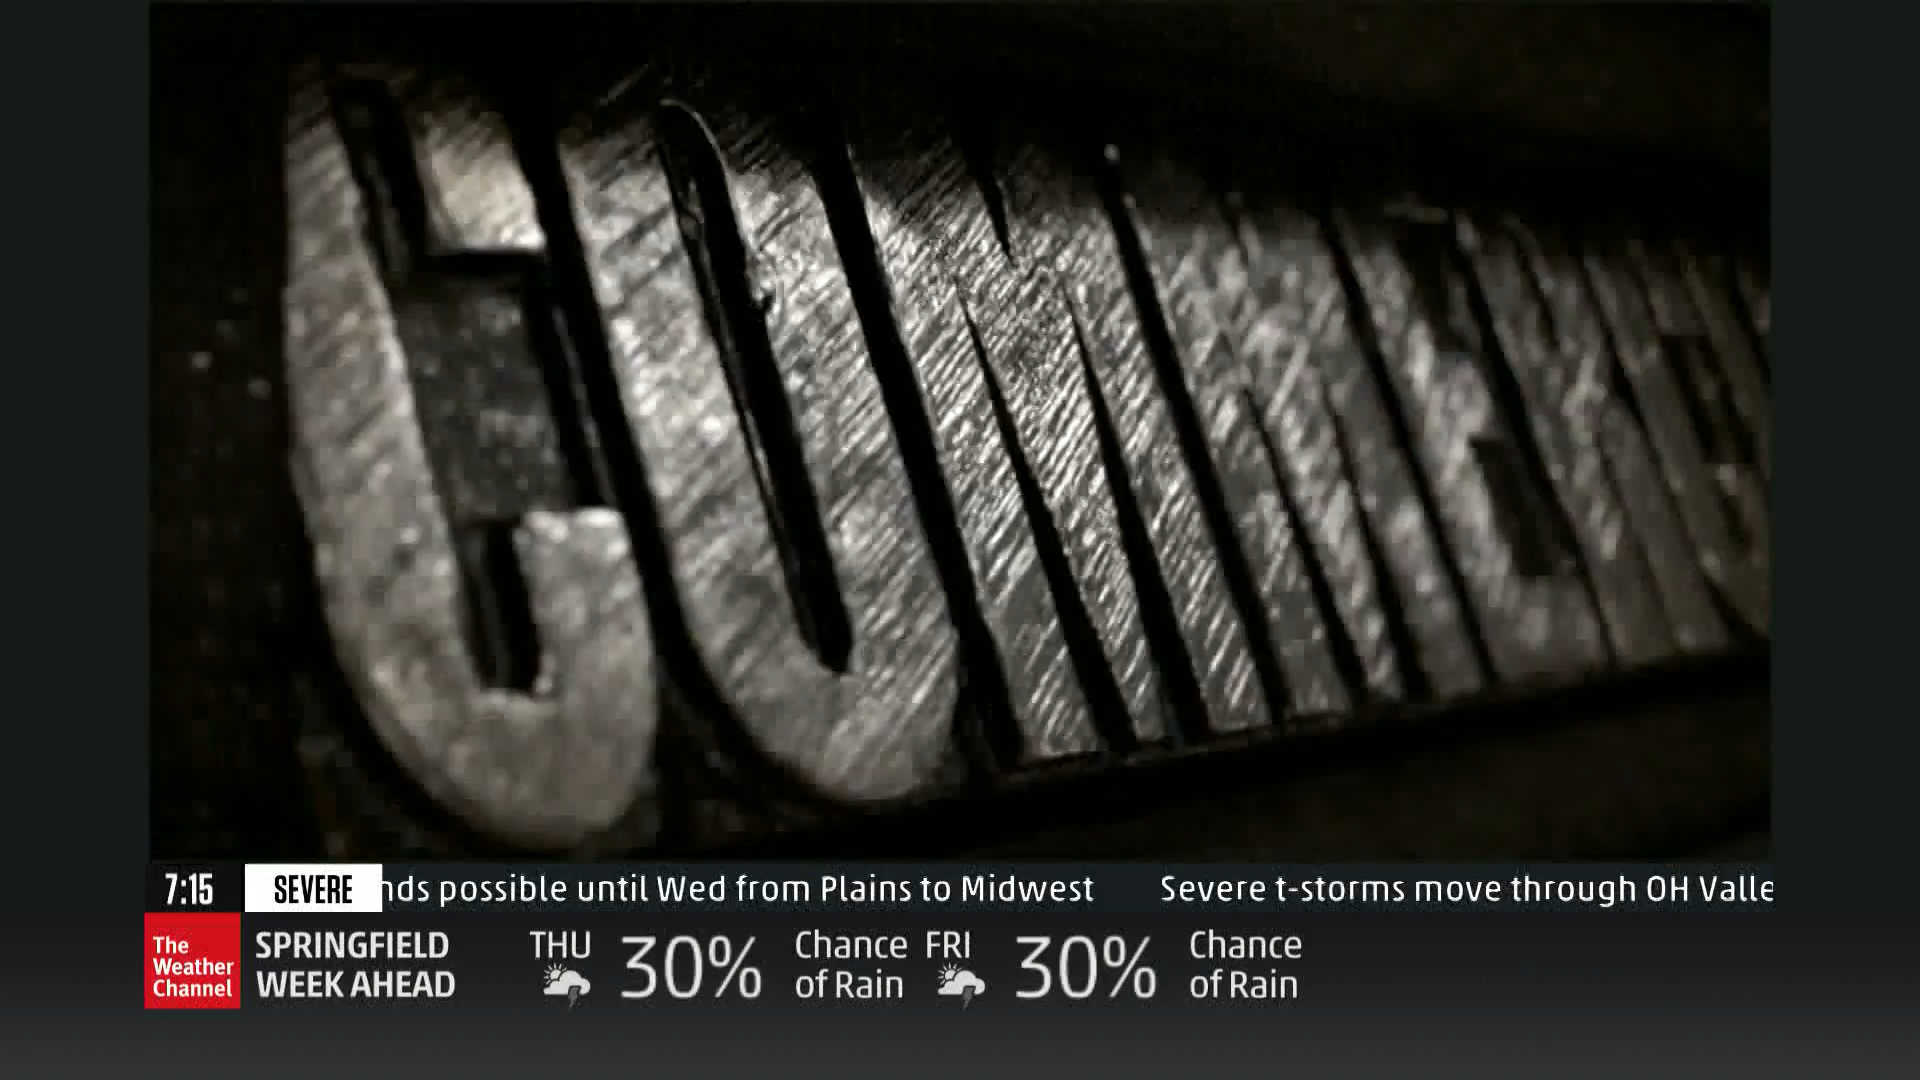 7:15
SEVERE
nds possible until Wed from Plains to Midwest Severe t-storms move through OH Valle
The
Weather
Channel
SPRINGFIELD
WEEK AHEAD
THU
30%
Chance
of Rain
FRI
30%
Chance
of Rain